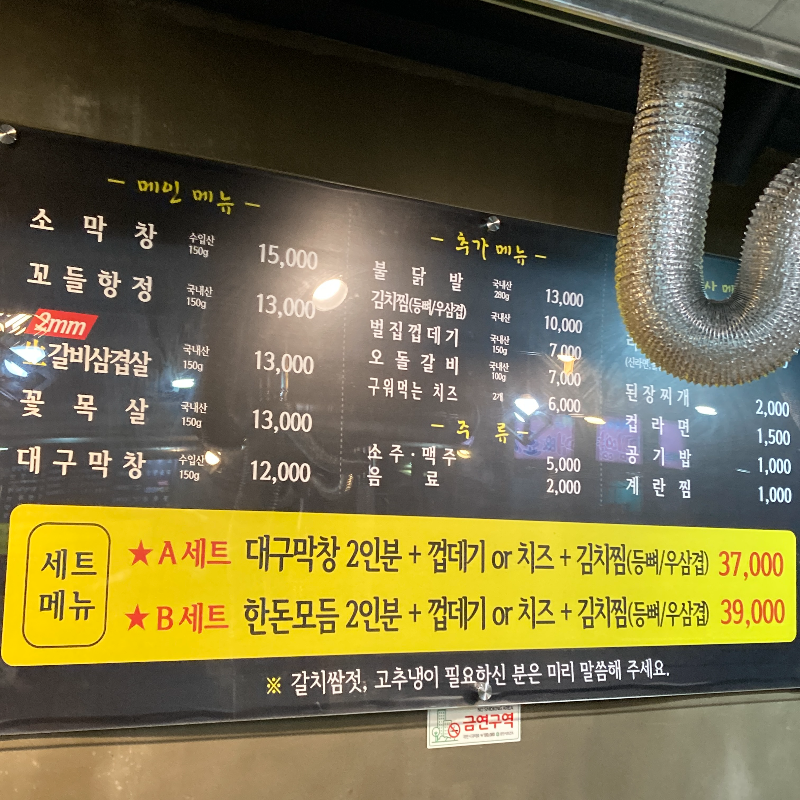 - 메인 메뉴 -
소 막 창 수입산 150g 15,000
꼬들항정 국내산 150g 13,000
2mm
갈비삼겹살 국내산 150g 13,000
꽃 목 살 국내산 150g 13,000
대구막창 수입산 150g 12,000
- 추가 메뉴 -
불 닭 발 국내산 280g 13,000
김치찜(등뼈/우삼겹) 국내산 10,000
벌집껍데기 국내산 150g 7,000
오돌갈비 국내산 100g 7,000
구워먹는 치즈 2개 6,000
- 주 류 -
소주·맥주 5,000
음 료 2,000
된장찌개 2,000
컵 라 면 1,500
공 기 밥 1,000
계 란 찜 1,000
세트 메뉴
★A세트 대구막창 2인분 + 껍데기 or 치즈 + 김치찜(등뼈/우삼겹) 37,000
★B세트 한돈모듬 2인분 + 껍데기 or 치즈 + 김치찜(등뼈/우삼겹) 39,000
※ 갈치쌈젓, 고추냉이 필요하신 분은 미리 말씀해 주세요.
금연구역